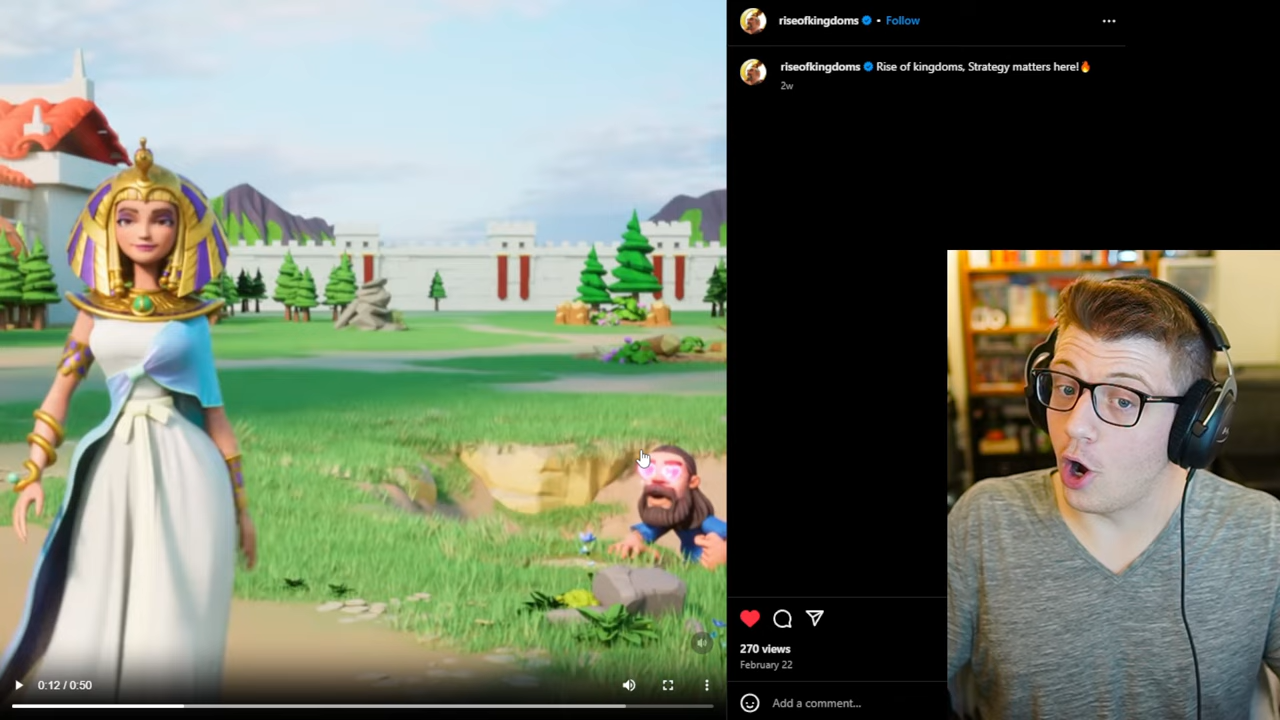 riseofkingdoms • Follow
riseofkingdoms Rise of kingdoms, Strategy matters here!🔥
2w
270 views
February 22
0:12 / 0:50
Add a comment...